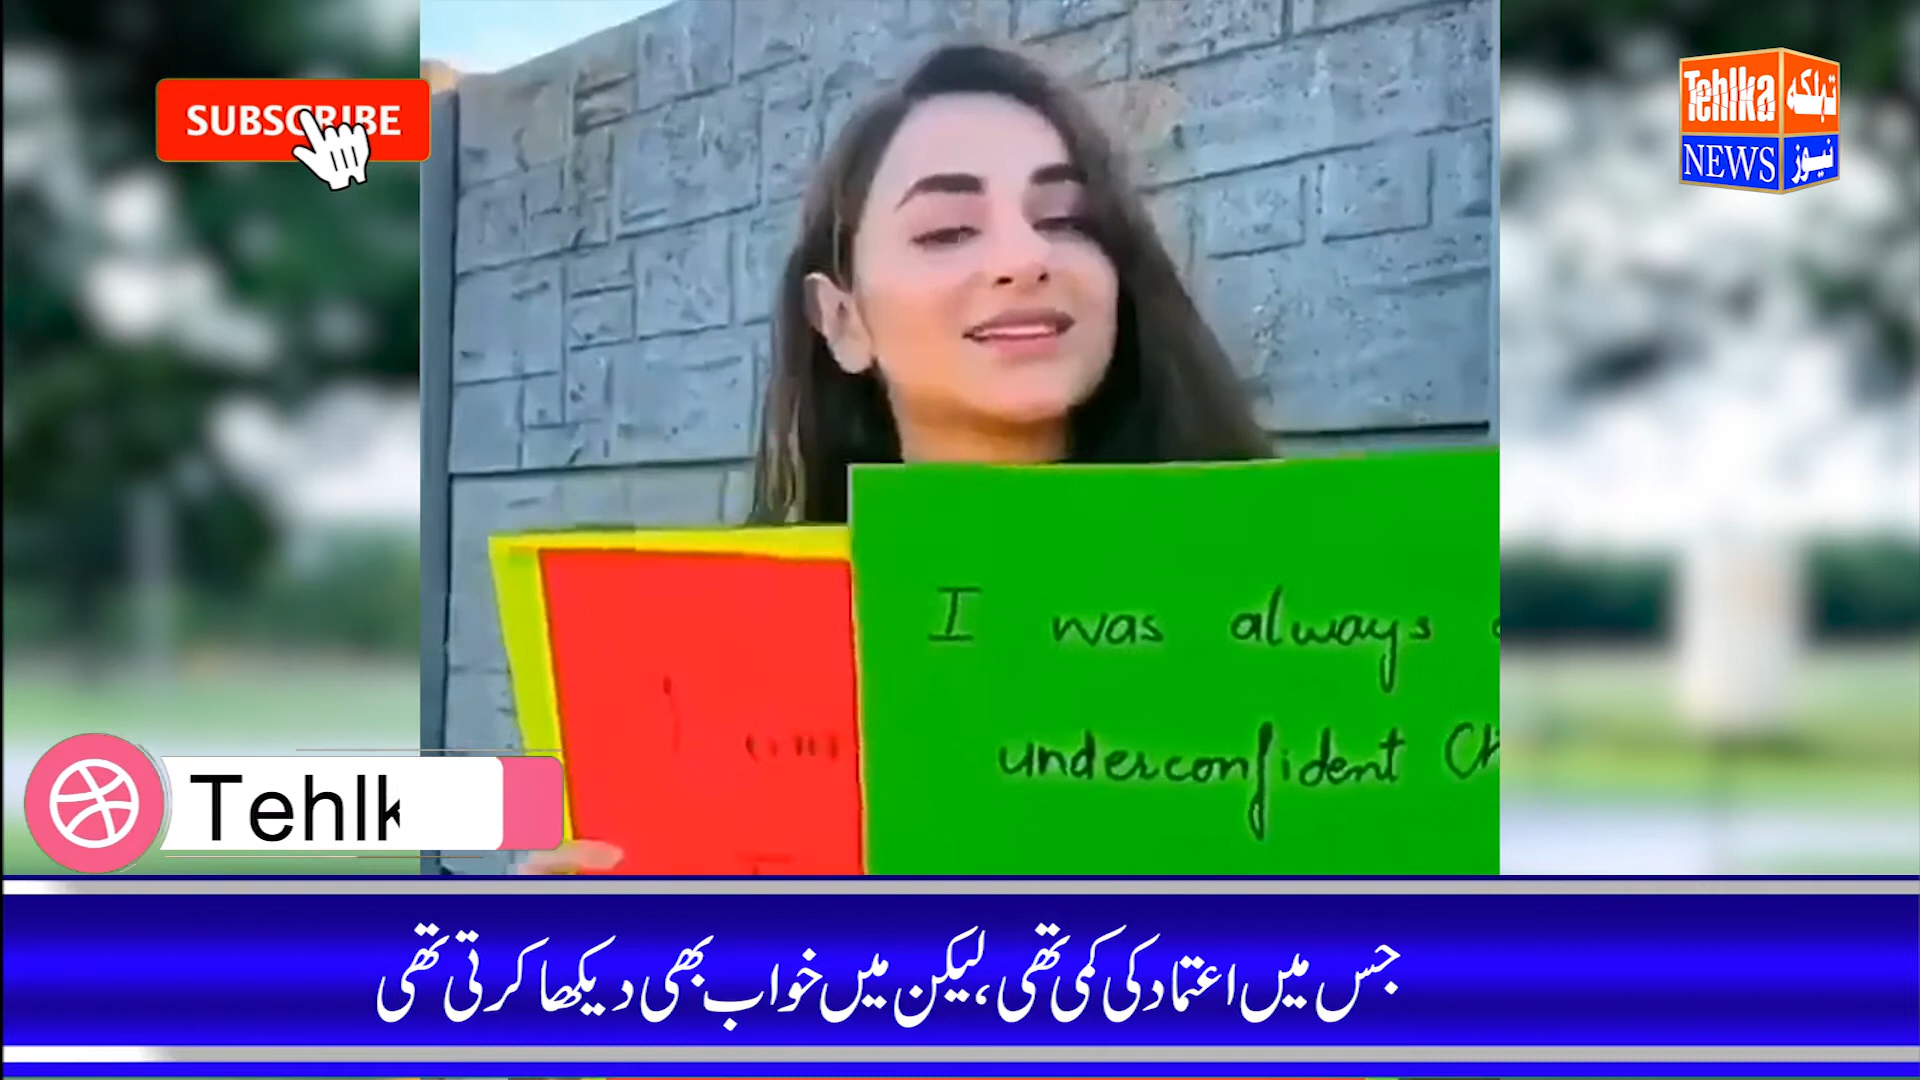 SUBSCRIBE
Tehlka تہلکہ
NEWS نیوز
I was always
underconfident
Tehlk
جس میں اعتماد کی کمی تھی، لیکن میں خواب بھی دیکھا کرتی تھی